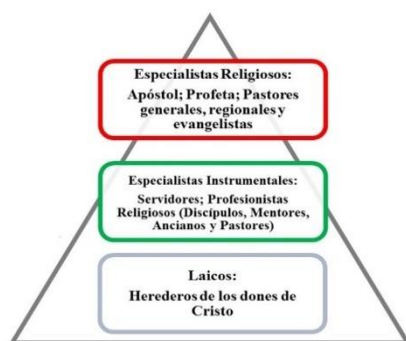 Especialistas Religiosos:
Apóstol; Profeta; Pastores
generales, regionales y
evangelistas
Especialistas Instrumentales:
Servidores; Profesionistas
Religiosos (Discípulos, Mentores,
Ancianos y Pastores)
Laicos:
Herederos de los dones de
Cristo